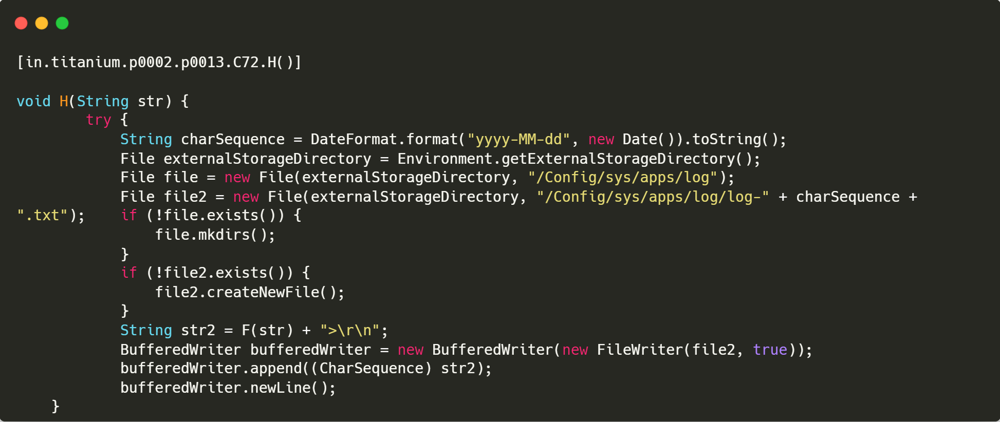 [in.titanium.p0002.p0013.C72.H()]
void H(String str) {
try {
String charSequence = DateFormat.format("yyyy-MM-dd", new Date()).toString();
File externalStorageDirectory = Environment.getExternalStorageDirectory();
File file = new File(externalStorageDirectory, "/Config/sys/apps/log");
File file2 = new File(externalStorageDirectory, "/Config/sys/apps/log/log-" + charSequence +
".txt");    if (!file.exists()) {
file.mkdirs();
}
if (!file2.exists()) {
file2.createNewFile();
}
String str2 = F(str) + ">\r\n";
BufferedWriter bufferedWriter = new BufferedWriter(new FileWriter(file2, true));
bufferedWriter.append((CharSequence) str2);
bufferedWriter.newLine();
}